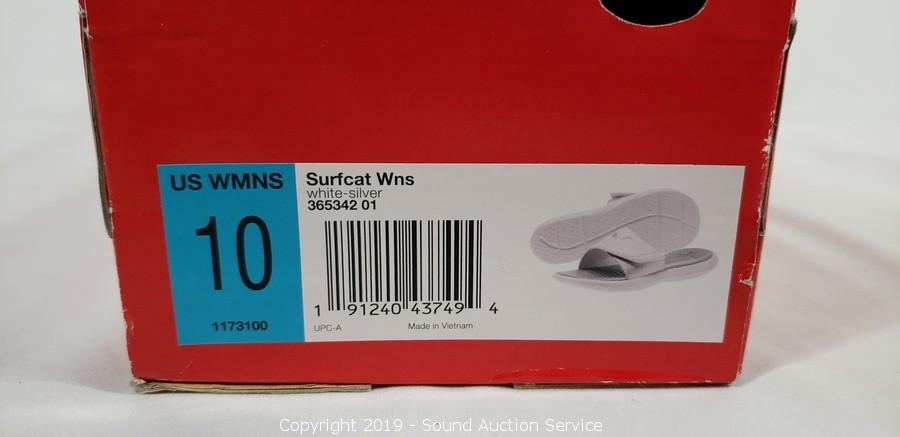 US WMNS
10
1173100
Surfcat Wns
white-silver
365342 01
1 91240 43749 4
UPC-A Made in Vietnam
Copyright 2019 - Sound Auction Service